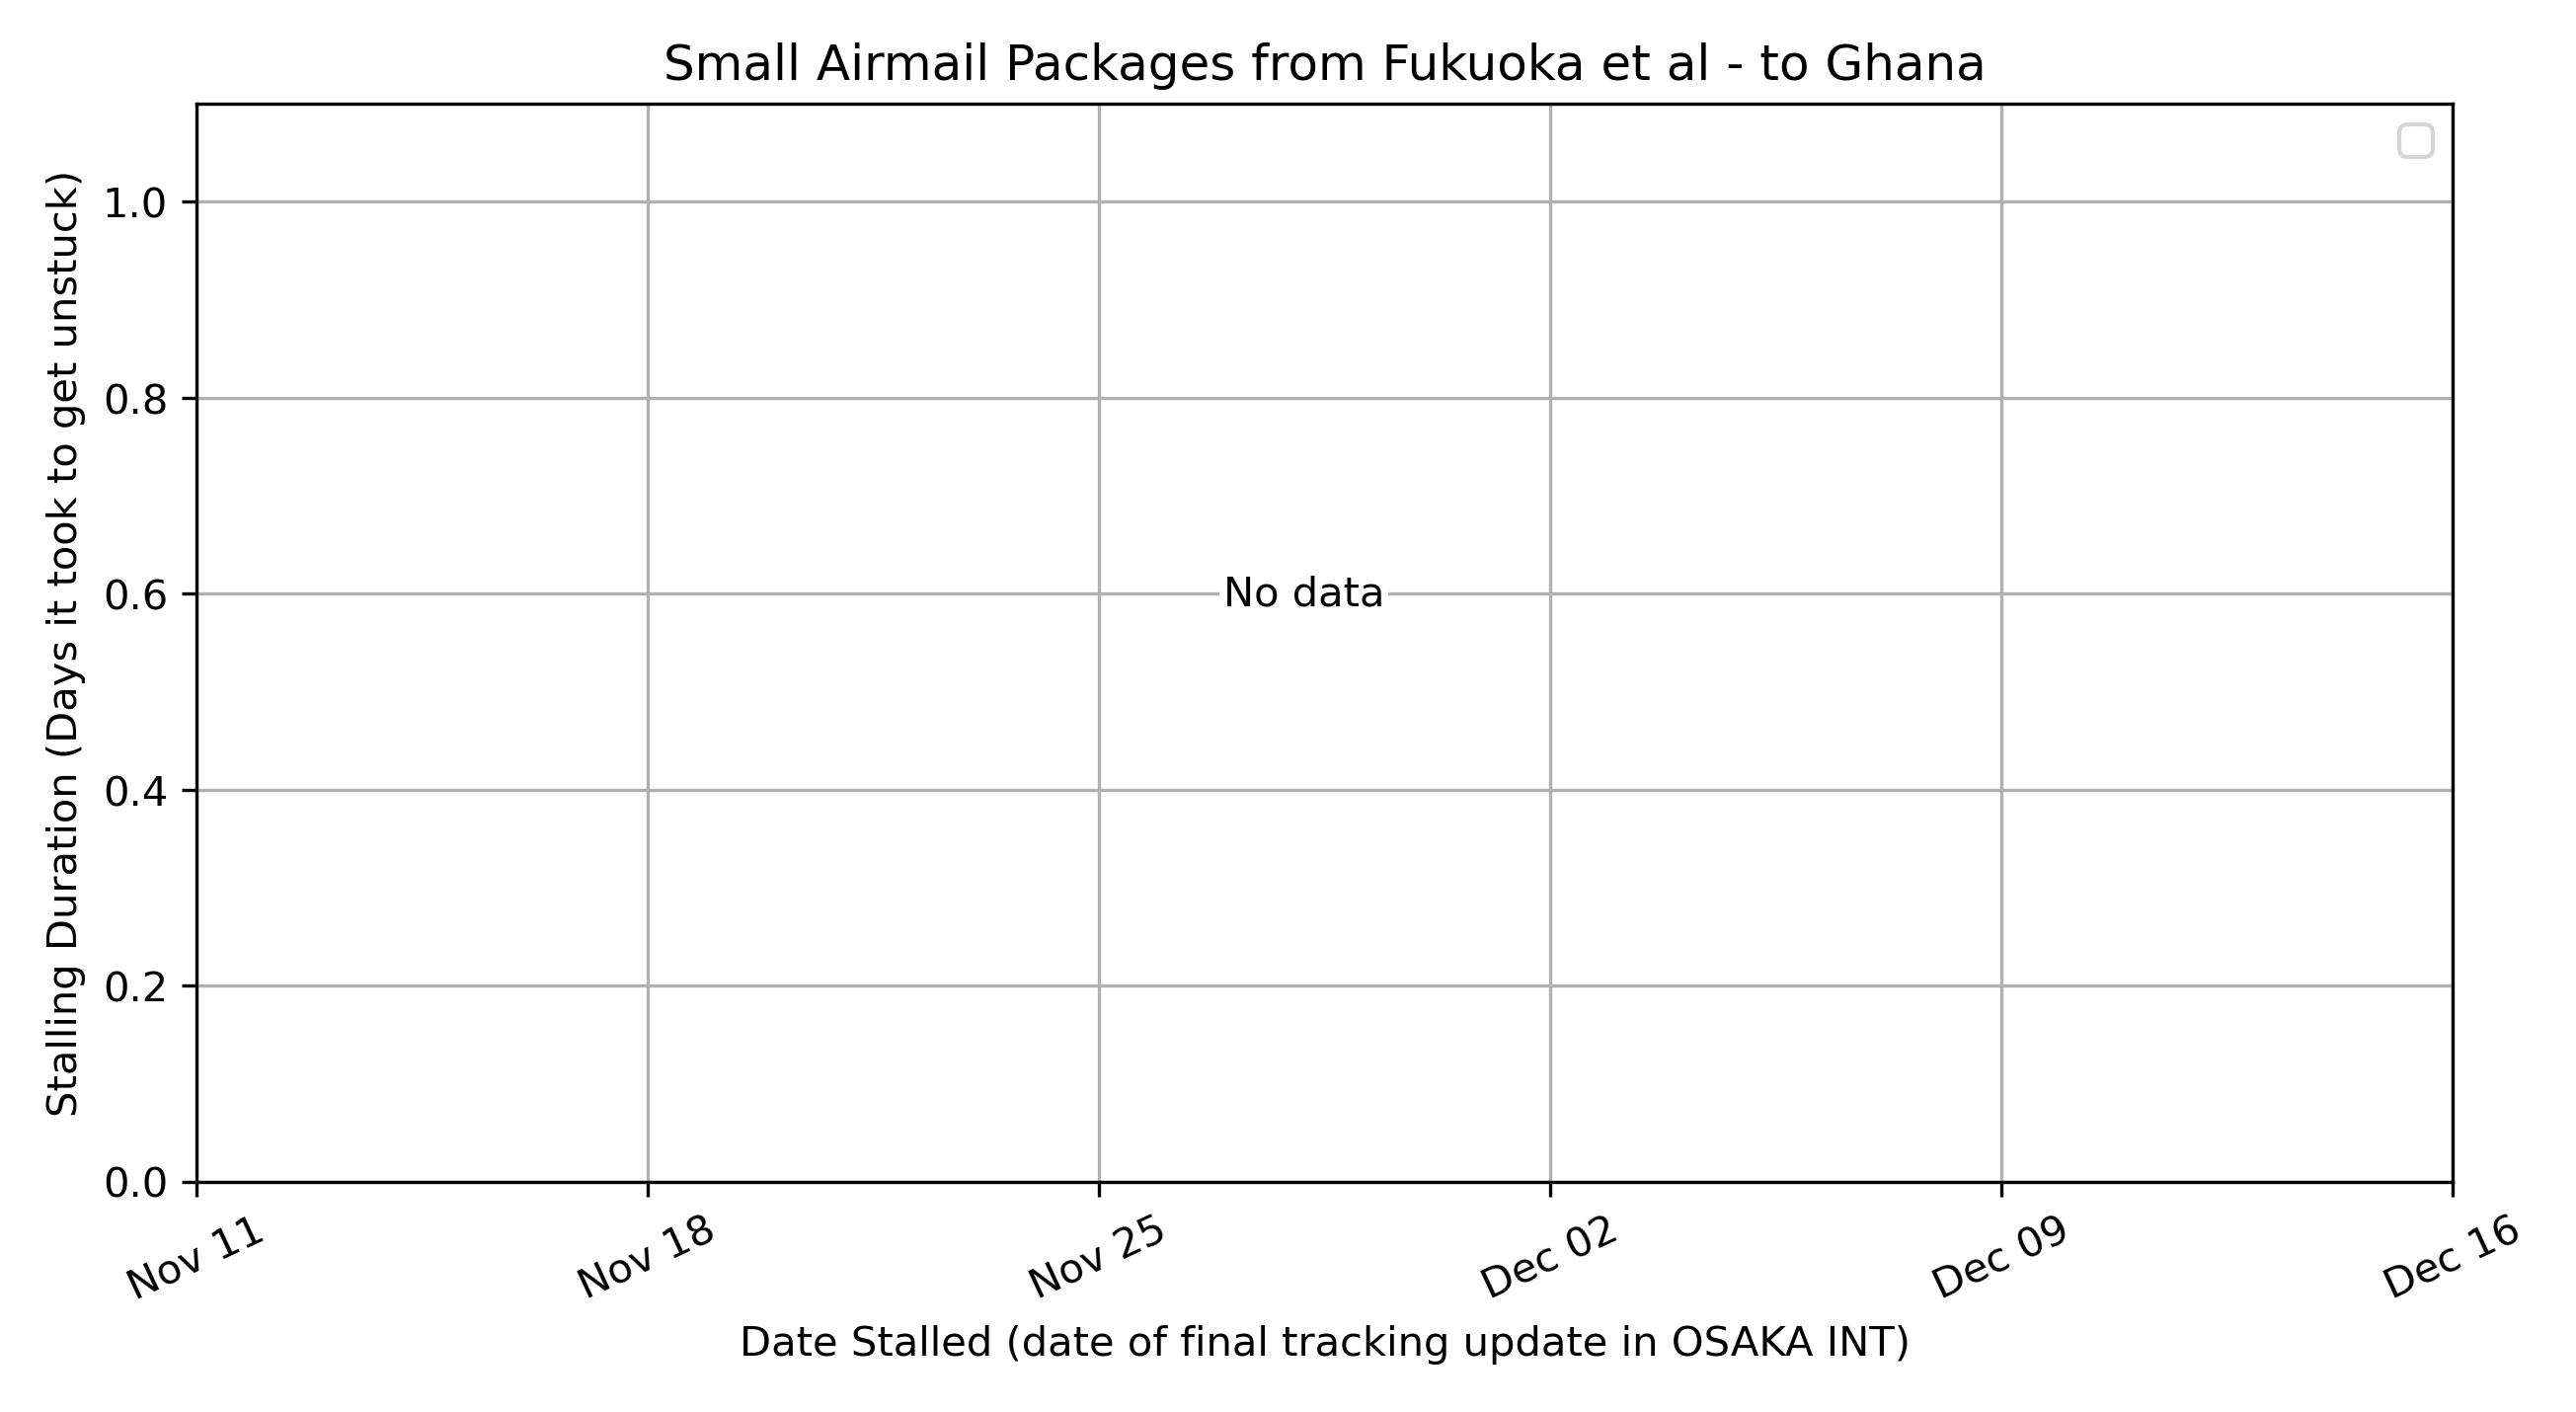 Small Airmail Packages from Fukuoka et al - to Ghana
Stalling Duration (Days it took to get unstuck)
1.0
0.8
0.6
0.4
0.2
0.0
No data
Nov 11
Nov 18
Nov 25
Dec 02
Dec 09
Dec 16
Date Stalled (date of final tracking update in OSAKA INT)